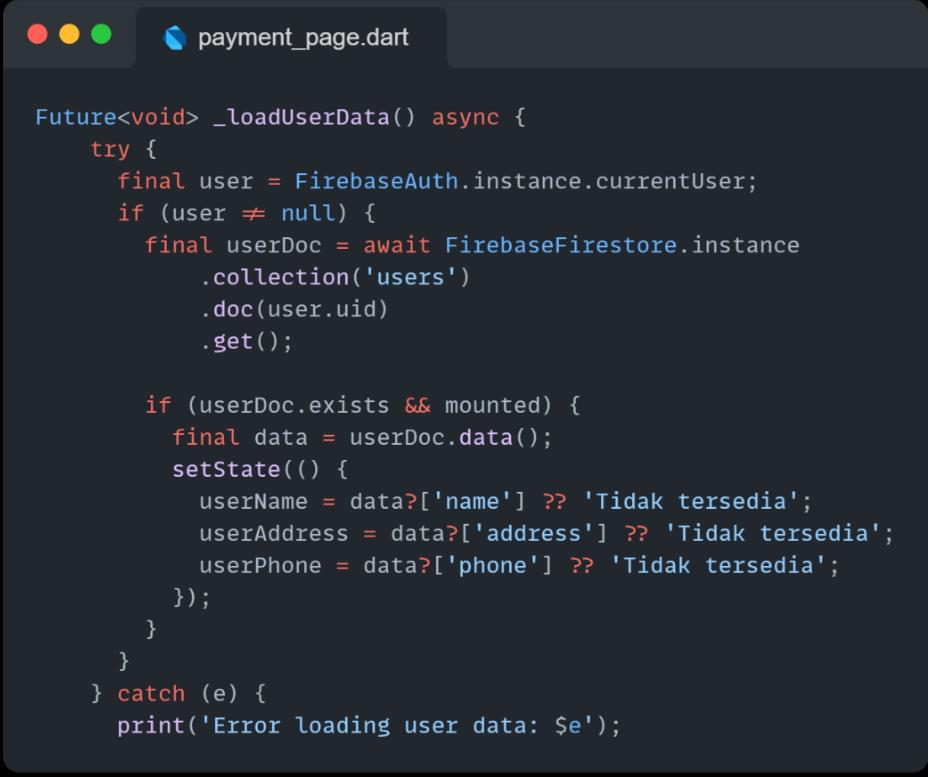 payment_page.dart
Future<void> _loadUserData() async {
    try {
      final user = FirebaseAuth.instance.currentUser;
      if (user != null) {
        final userDoc = await FirebaseFirestore.instance
            .collection('users')
            .doc(user.uid)
            .get();

        if (userDoc.exists && mounted) {
          final data = userDoc.data();
          setState(() {
            userName = data?['name'] ?? 'Tidak tersedia';
            userAddress = data?['address'] ?? 'Tidak tersedia';
            userPhone = data?['phone'] ?? 'Tidak tersedia';
          });
        }
      }
    } catch (e) {
      print('Error loading user data: $e');